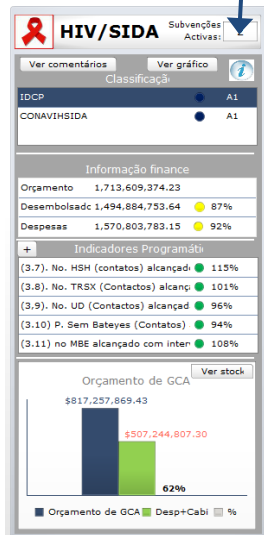 HIV/SIDA
Subvenções
Activas:
Ver comentários
Ver gráfico
Classificaçã
IDCP A1
CONAVIHSIDA A1
Informação finance
Orçamento 1,713,609,374.23
Desembolsadc 1,494,884,753.64 87%
Despesas 1,570,803,783.15 92%
+ Indicadores Programáti
(3.7). No. HSH (contatos) alcançad 115%
(3.8). No. TRSX (Contactos) alcanç 101%
(3,9). No. UD (Contactos) alcançad 96%
(3.10) P. Sem Bateyes (Contatos) 94%
(3.11) no MBE alcançado com inter 108%
Ver stock
Orçamento de GCA
$817,257,869.43
$507,244,807.30
62%
Orçamento de GCA Desp+Cabi %